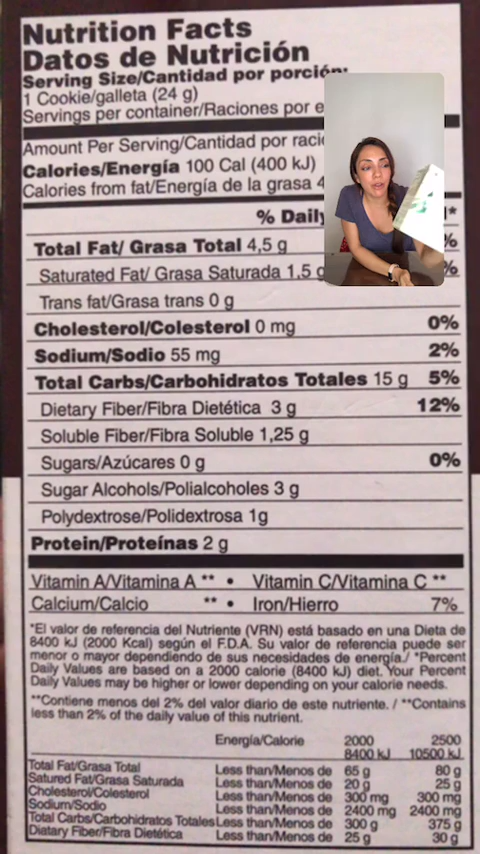 Nutrition Facts
Datos de Nutrición
Serving Size/Cantidad por porción:
1 Cookie/galleta (24 g)
Servings per container/Raciones por e
Amount Per Serving/Cantidad por raci
Calories/Energía 100 Cal (400 kJ)
Calories from fat/Energía de la grasa 4
% Daily *
Total Fat/ Grasa Total 4,5 g %
Saturated Fat/ Grasa Saturada 1,5 g %
Trans fat/Grasa trans 0 g
Cholesterol/Colesterol 0 mg 0%
Sodium/Sodio 55 mg 2%
Total Carbs/Carbohidratos Totales 15 g 5%
Dietary Fiber/Fibra Dietética 3 g 12%
Soluble Fiber/Fibra Soluble 1,25 g
Sugars/Azúcares 0 g 0%
Sugar Alcohols/Polialcoholes 3 g
Polydextrose/Polidextrosa 1g
Protein/Proteínas 2 g
Vitamin A/Vitamina A ** • Vitamin C/Vitamina C **
Calcium/Calcio ** • Iron/Hierro 7%
*El valor de referencia del Nutriente (VRN) está basado en una Dieta de
8400 kJ (2000 Kcal) según el F.D.A. Su valor de referencia puede ser
menor o mayor dependiendo de sus necesidades de energía./ *Percent
Daily Values are based on a 2000 calorie (8400 kJ) diet. Your Percent
Daily Values may be higher or lower depending on your calorie needs.
**Contiene menos del 2% del valor diario de este nutriente. / **Contains
less than 2% of the daily value of this nutrient.
Energía/Calorie 2000 2500
8400 kJ 10500 kJ
Total Fat/Grasa Total Less than/Menos de 65 g 80 g
Satured Fat/Grasa Saturada Less than/Menos de 20 g 25 g
Cholesterol/Colesterol Less than/Menos de 300 mg 300 mg
Sodium/Sodio Less than/Menos de 2400 mg 2400 mg
Total Carbs/Carbohidratos Totales Less than/Menos de 300 g 375 g
Diatary Fiber/Fibra Dietética Less than/Menos de 25 g 30 g